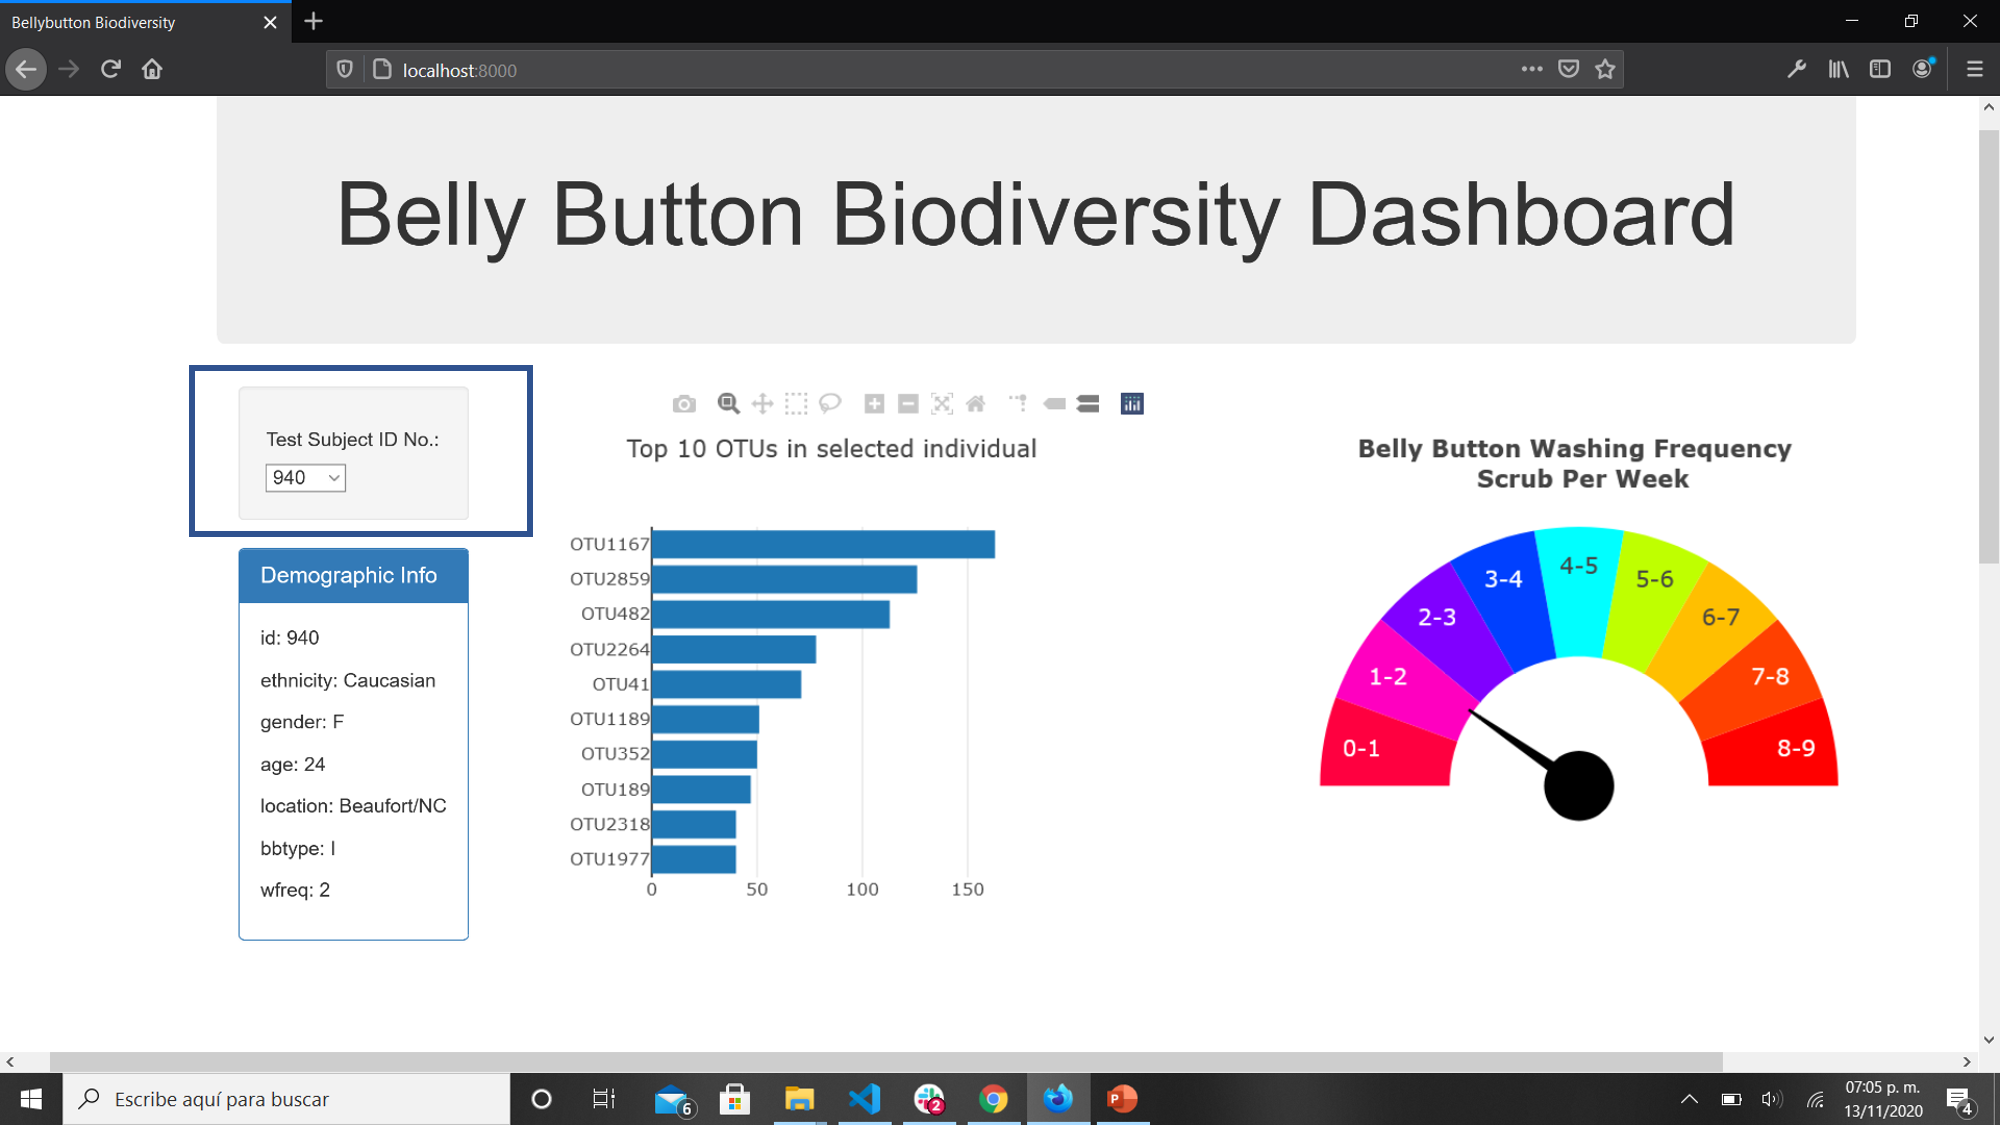 Bellybutton Biodiversity
localhost:8000
Belly Button Biodiversity Dashboard
Test Subject ID No.:
940
Demographic Info
id: 940
ethnicity: Caucasian
gender: F
age: 24
location: Beaufort/NC
bbtype: I
wfreq: 2
Top 10 OTUs in selected individual
OTU1167
OTU2859
OTU482
OTU2264
OTU41
OTU1189
OTU352
OTU189
OTU2318
OTU1977
0 50 100 150
Belly Button Washing Frequency
Scrub Per Week
0-1
1-2
2-3
3-4
4-5
5-6
6-7
7-8
8-9
Escribe aquí para buscar
6
2
P
07:05 p. m.
13/11/2020
4